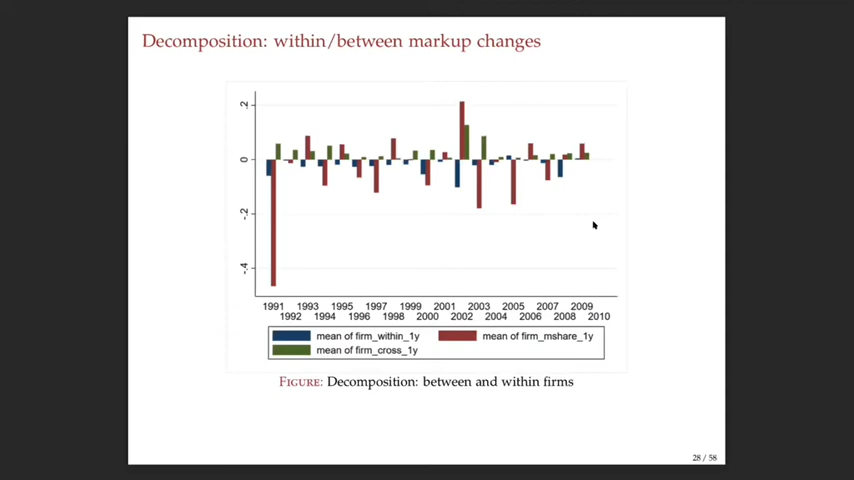 Decomposition: within/between markup changes
.2
0
-.2
-.4
1991 1993 1995 1997 1999 2001 2003 2005 2007 2009
1992 1994 1996 1998 2000 2002 2004 2006 2008 2010
mean of firm_within_1y mean of firm_mshare_1y
mean of firm_cross_1y
FIGURE: Decomposition: between and within firms
28 / 58